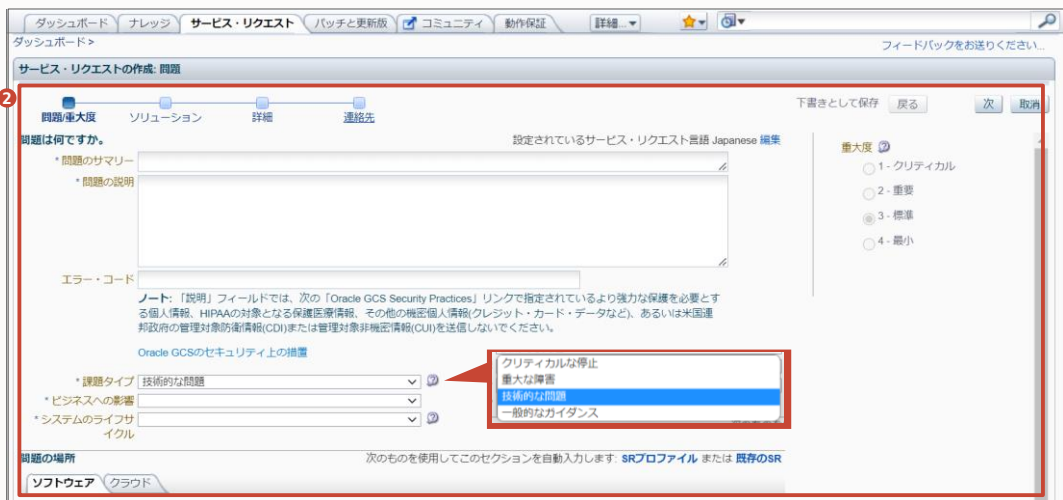 ダッシュボード ナレッジ サービス・リクエスト パッチと更新版 コミュニティ 動作保証 詳細...
ダッシュボード >
フィードバックをお送りください...
サービス・リクエストの作成: 問題
2
問題/重大度 ソリューション 詳細 連絡先
下書きとして保存 戻る 次 取消
問題は何ですか。
設定されているサービス・リクエスト言語 Japanese 編集
* 問題のサマリー
* 問題の説明
エラー・コード
ノート: 「説明」フィールドでは、次の「Oracle GCS Security Practices」リンクで指定されているより強力な保護を必要とす
る個人情報、HIPAAの対象となる保護医療情報、その他の機密個人情報(クレジット・カード・データなど)、あるいは米国連
邦政府の管理対象防衛情報(CDI)または管理対象非機密情報(CUI)を送信しないでください。
Oracle GCSのセキュリティ上の措置
* 課題タイプ 技術的な問題
* ビジネスへの影響
* システムのライフサ
イクル
クリティカルな停止
重大な障害
技術的な問題
一般的なガイダンス
重大度
1 - クリティカル
2 - 重要
3 - 標準
4 - 最小
問題の場所
次のものを使用してこのセクションを自動入力します: SRプロファイル または 既存のSR
ソフトウェア クラウド